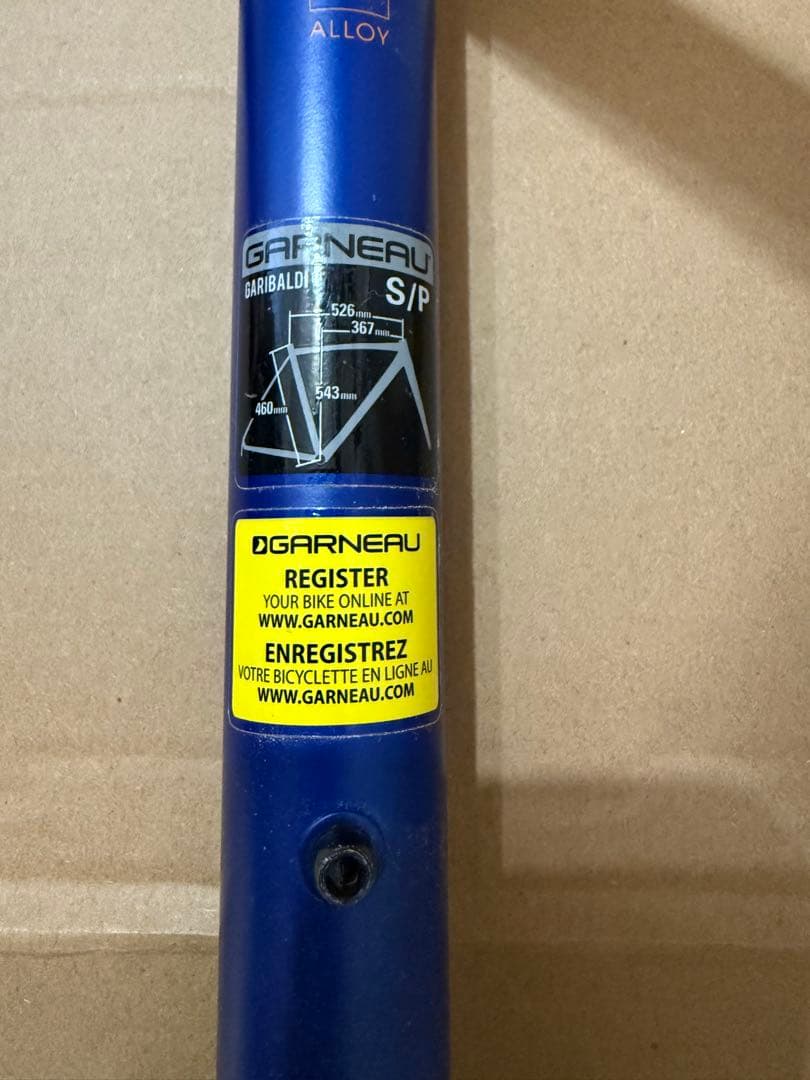 ALLOY
GARNEAU
GARIBALDI
S/P
526mm
367mm
543mm
460mm
GARNEAU
REGISTER
YOUR BIKE ONLINE AT
WWW.GARNEAU.COM
ENREGISTREZ
VOTRE BICYCLETTE EN LIGNE AU
WWW.GARNEAU.COM